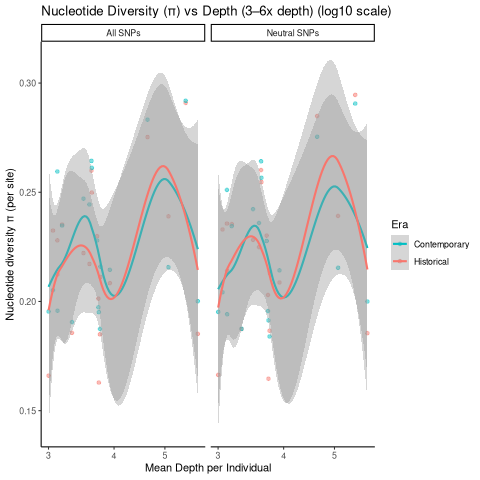 Nucleotide Diversity (π) vs Depth (3–6x depth) (log10 scale)
All SNPs
Neutral SNPs
Nucleotide diversity π (per site)
0.30
0.25
0.20
0.15
3
4
5
3
4
5
Mean Depth per Individual
Era
Contemporary
Historical